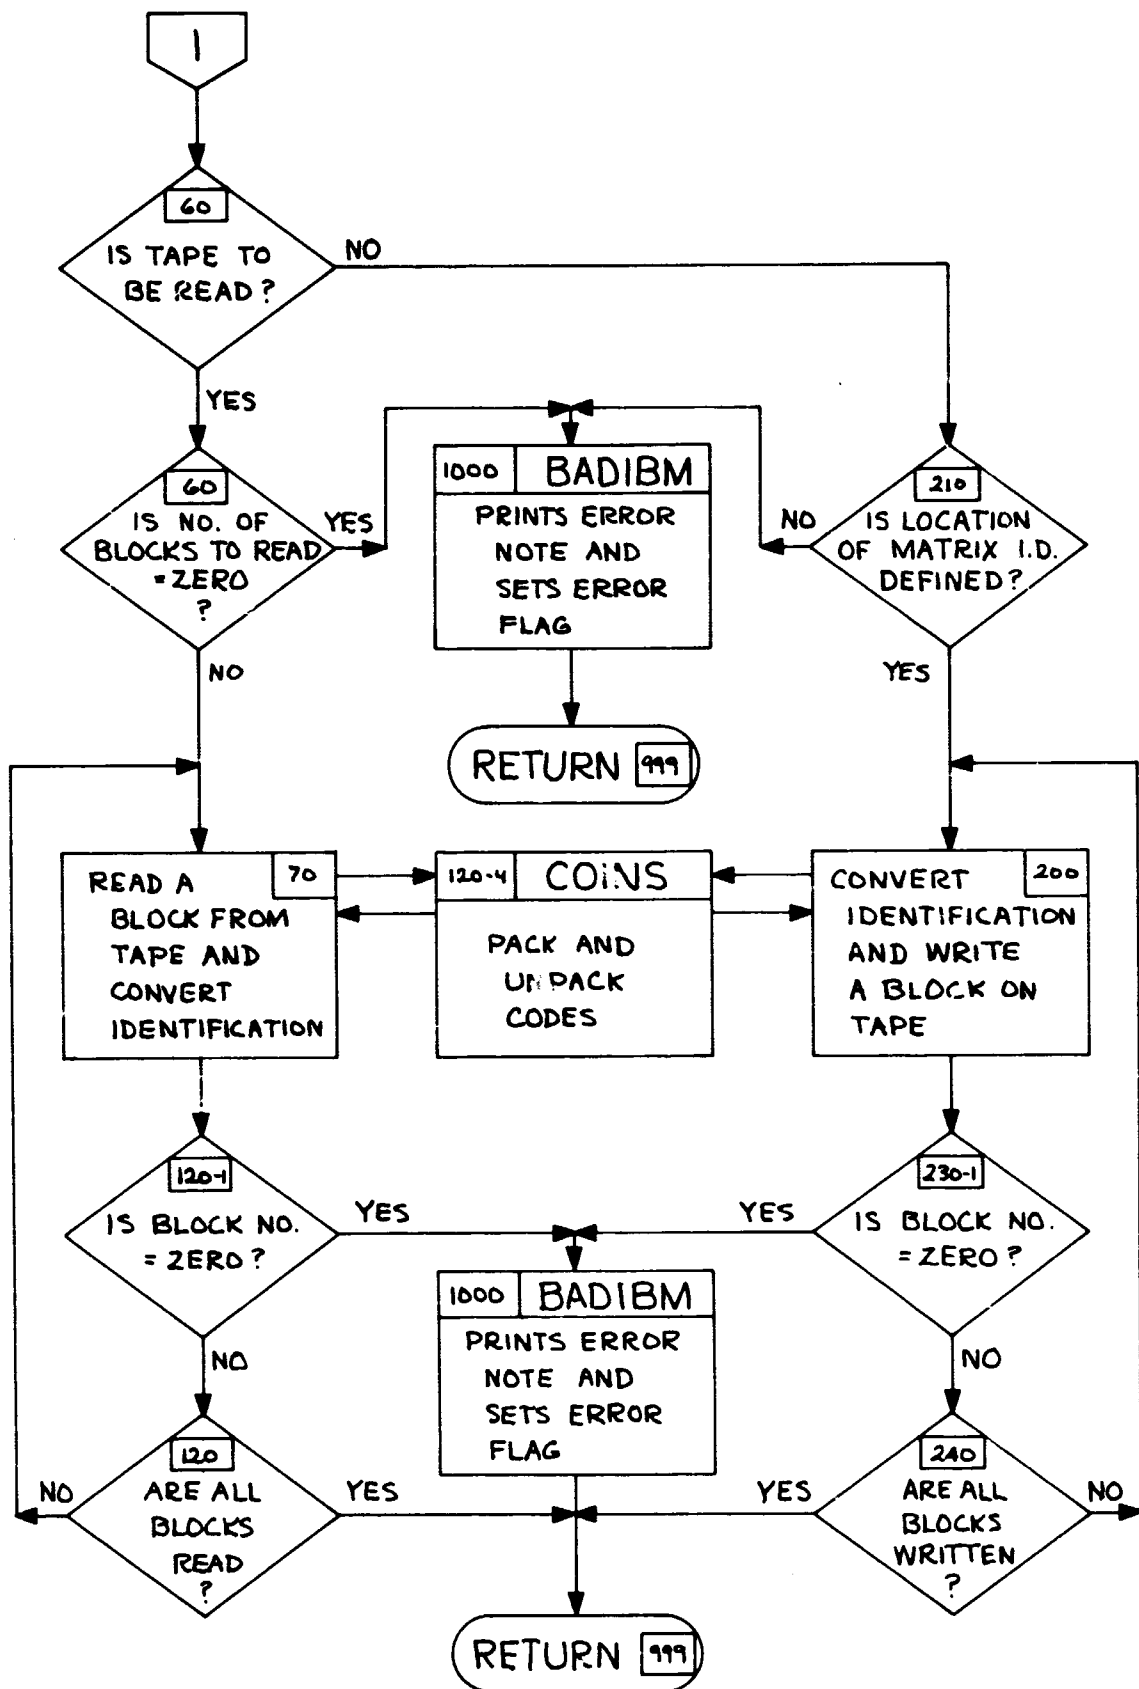 1
60
IS TAPE TO
BE READ?
NO
YES
60
IS NO. OF
BLOCKS TO READ
= ZERO
?
YES
NO
1000 BADIBM
PRINTS ERROR
NOTE AND
SETS ERROR
FLAG
RETURN 999
210
IS LOCATION
OF MATRIX I.D.
DEFINED?
NO
YES
70
READ A
BLOCK FROM
TAPE AND
CONVERT
IDENTIFICATION
120-4 COINS
PACK AND
UNPACK
CODES
200
CONVERT
IDENTIFICATION
AND WRITE
A BLOCK ON
TAPE
120-1
IS BLOCK NO.
= ZERO?
YES
NO
230-1
IS BLOCK NO.
= ZERO?
YES
NO
1000 BADIBM
PRINTS ERROR
NOTE AND
SETS ERROR
FLAG
120
ARE ALL
BLOCKS
READ
?
NO
YES
240
ARE ALL
BLOCKS
WRITTEN
?
YES
NO
RETURN 999